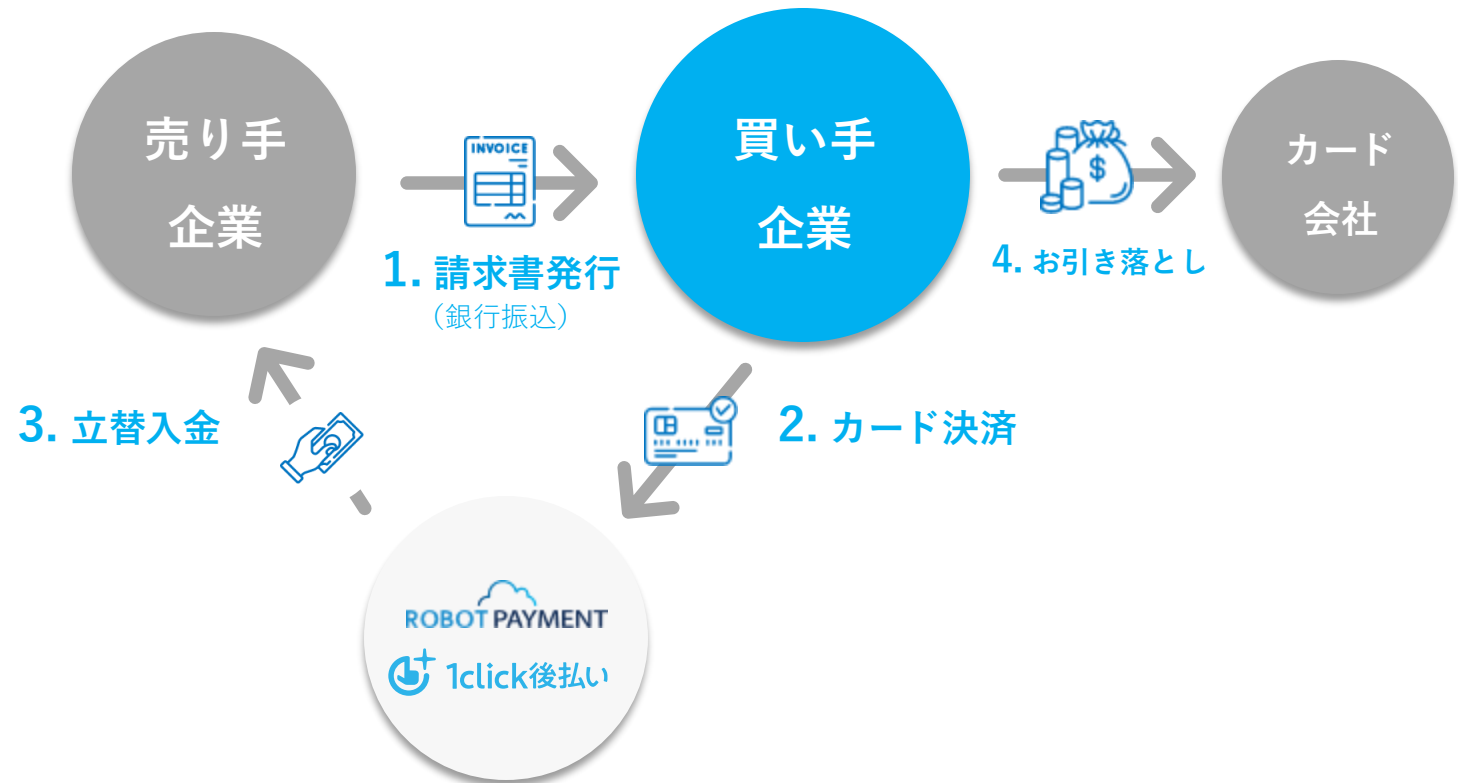 売り手
企業
INVOICE
1. 請求書発行
（銀行振込）
買い手
企業
$
4. お引き落とし
カード
会社
3. 立替入金
2. カード決済
ROBOT PAYMENT
1click後払い